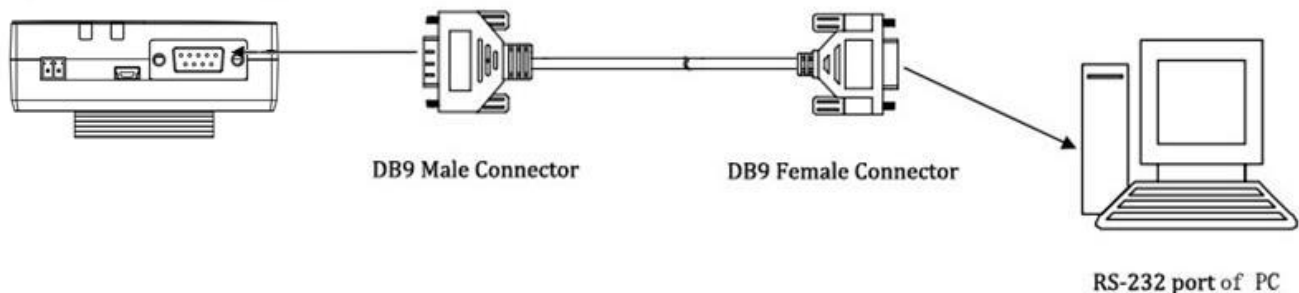 DB9 Male Connector
DB9 Female Connector
RS-232 port of PC